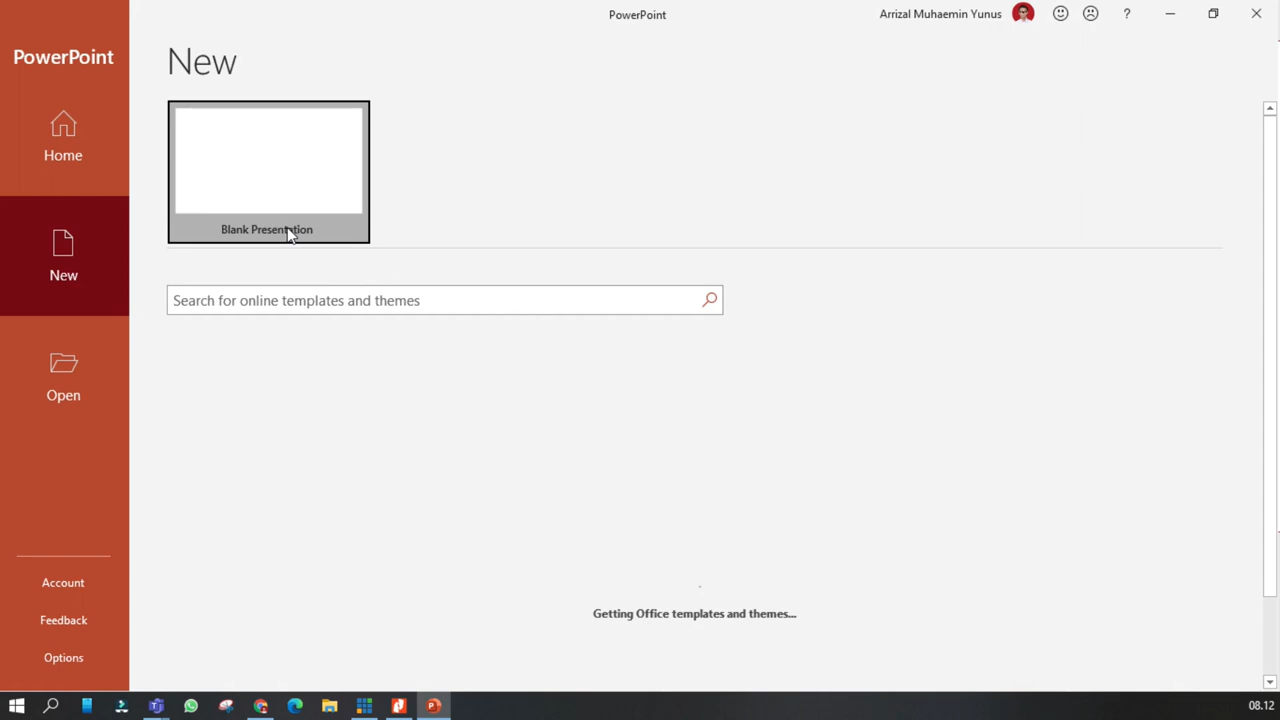 PowerPoint
Arrizal Muhaemin Yunus
?
PowerPoint
New
Home
Blank Presentation
New
Search for online templates and themes
Open
Account
Getting Office templates and themes...
Feedback
Options
08.12